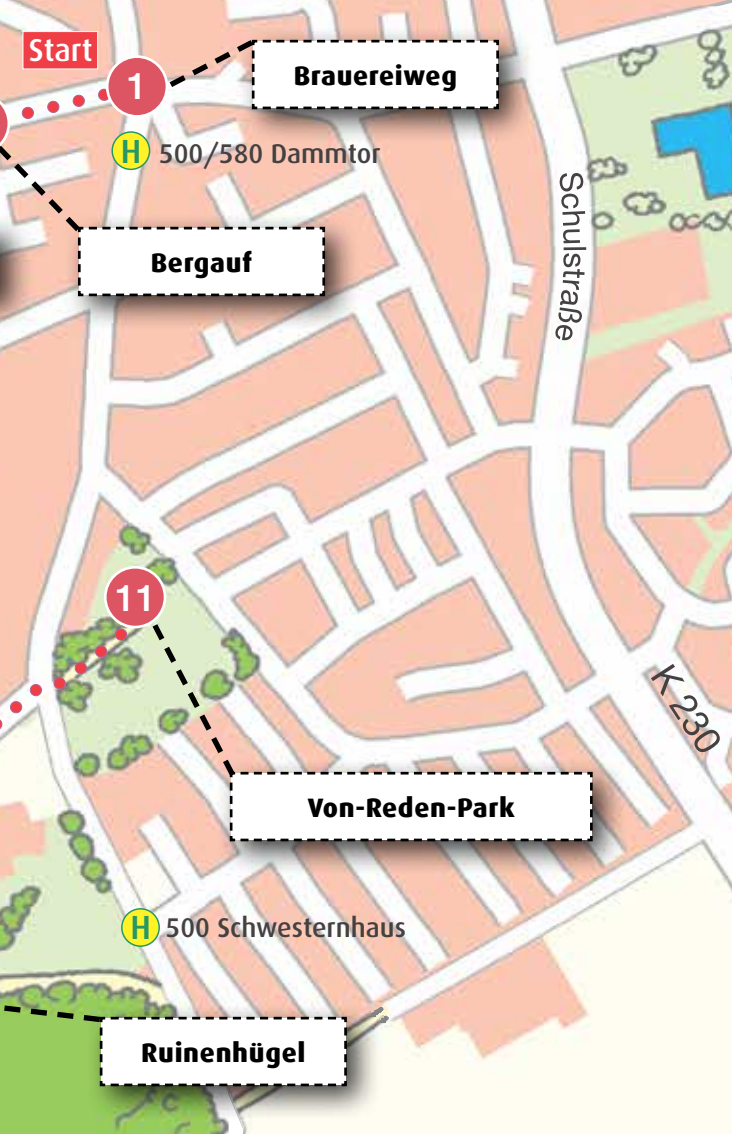 Start
1
Brauereiweg
H 500/580 Dammtor
Bergauf
Schulstraße
11
K 230
Von-Reden-Park
H 500 Schwesternhaus
Ruinenhügel